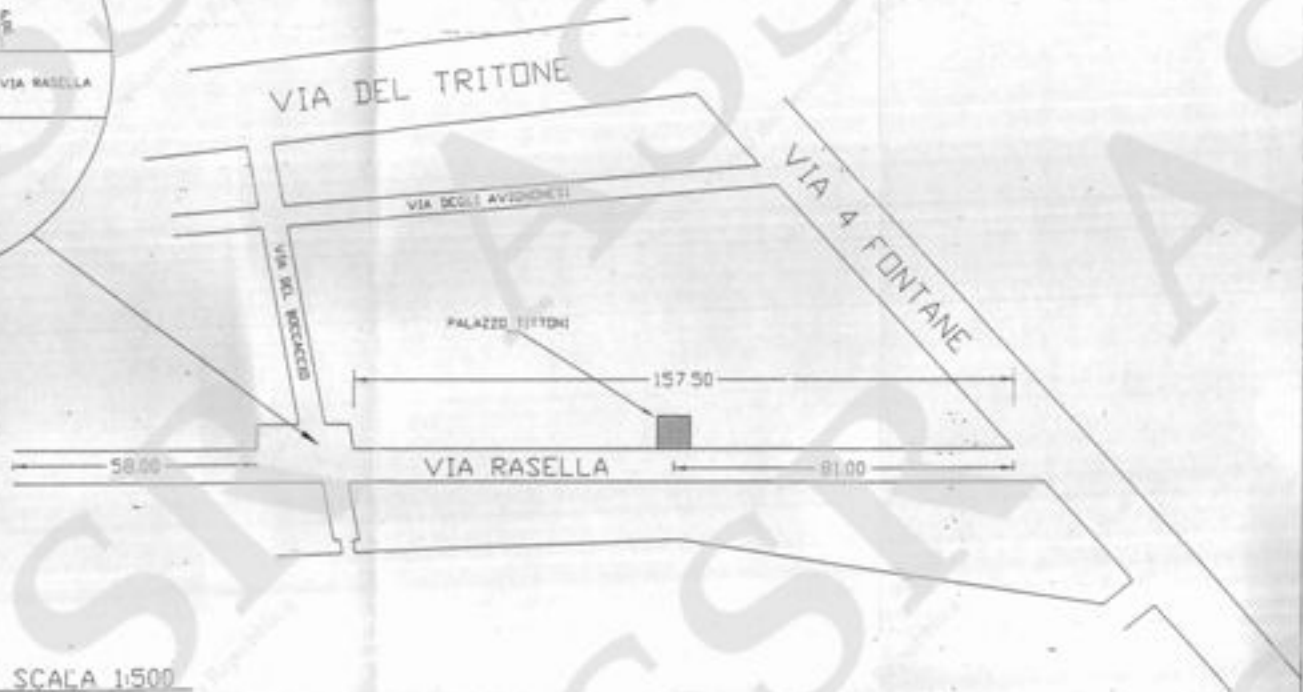 VIA RASELLA
VIA DEL TRITONE
VIA DEGLI AVIGNONESI
VIA 4 FONTANE
VIA DEL BOCCACCIO
PALAZZO TITTONI
157.50
58.00
VIA RASELLA
81.00
SCALA 1:500